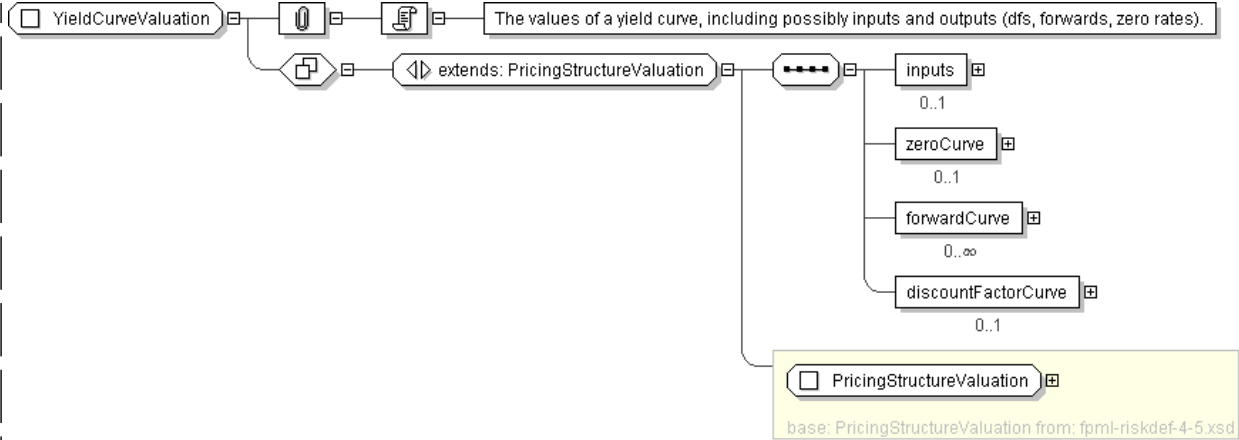 YieldCurveValuation
The values of a yield curve, including possibly inputs and outputs (dfs, forwards, zero rates).
extends: PricingStructureValuation
inputs
0..1
zeroCurve
0..1
forwardCurve
0..∞
discountFactorCurve
0..1
PricingStructureValuation
base: PricingStructureValuation from: fpml-riskdef-4-5.xsd